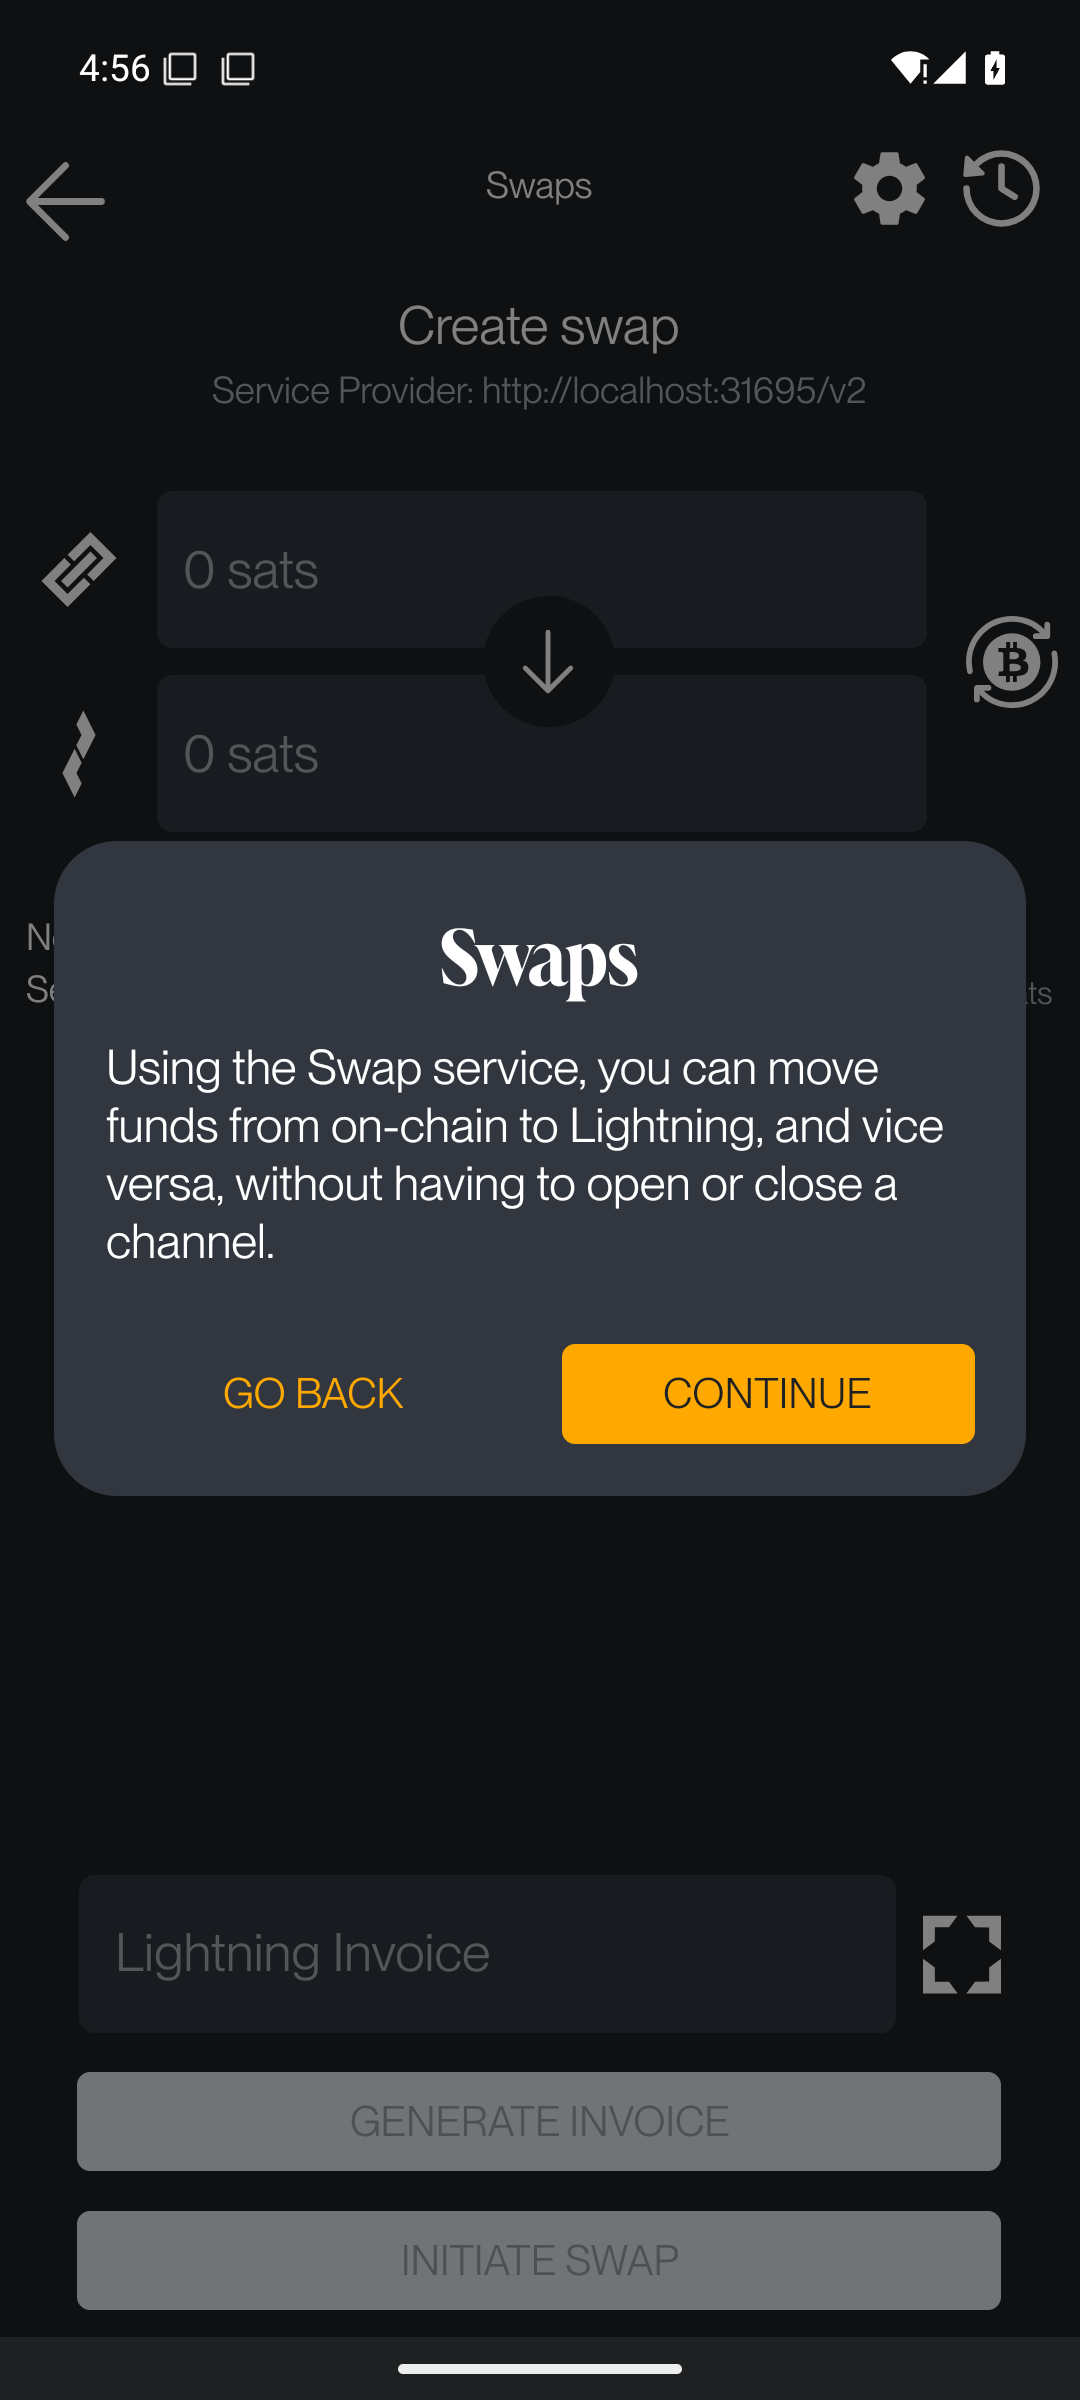 4:56
Swaps
Create swap
Service Provider: http://localhost:31695/v2
0 sats
0 sats
Swaps
Using the Swap service, you can move
funds from on-chain to Lightning, and vice
versa, without having to open or close a
channel.
GO BACK
CONTINUE
Lightning Invoice
GENERATE INVOICE
INITIATE SWAP